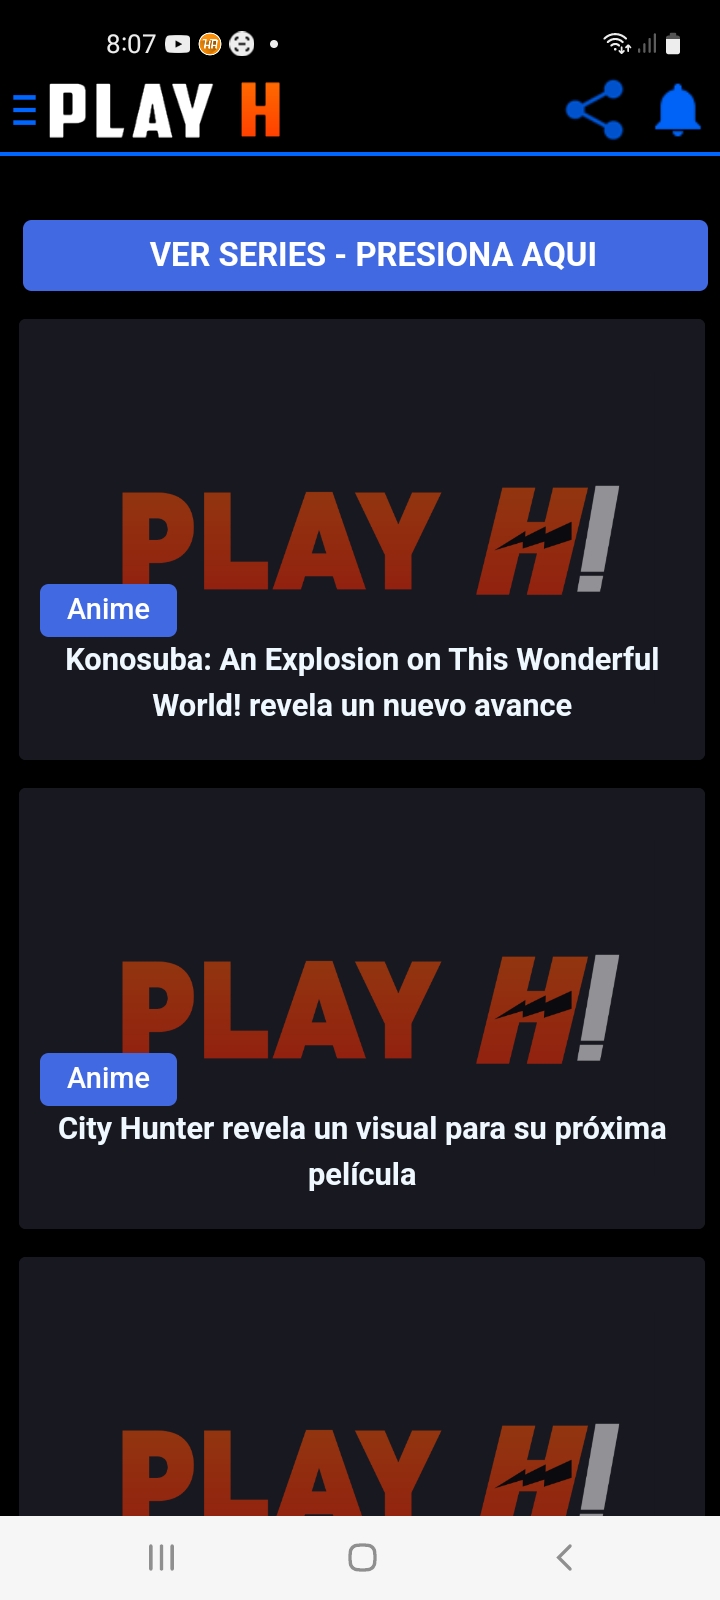 8:07
PLAY H
VER SERIES - PRESIONA AQUI
PLAY H!
Anime
Konosuba: An Explosion on This Wonderful
World! revela un nuevo avance
PLAY H!
Anime
City Hunter revela un visual para su próxima
película
PLAY H!